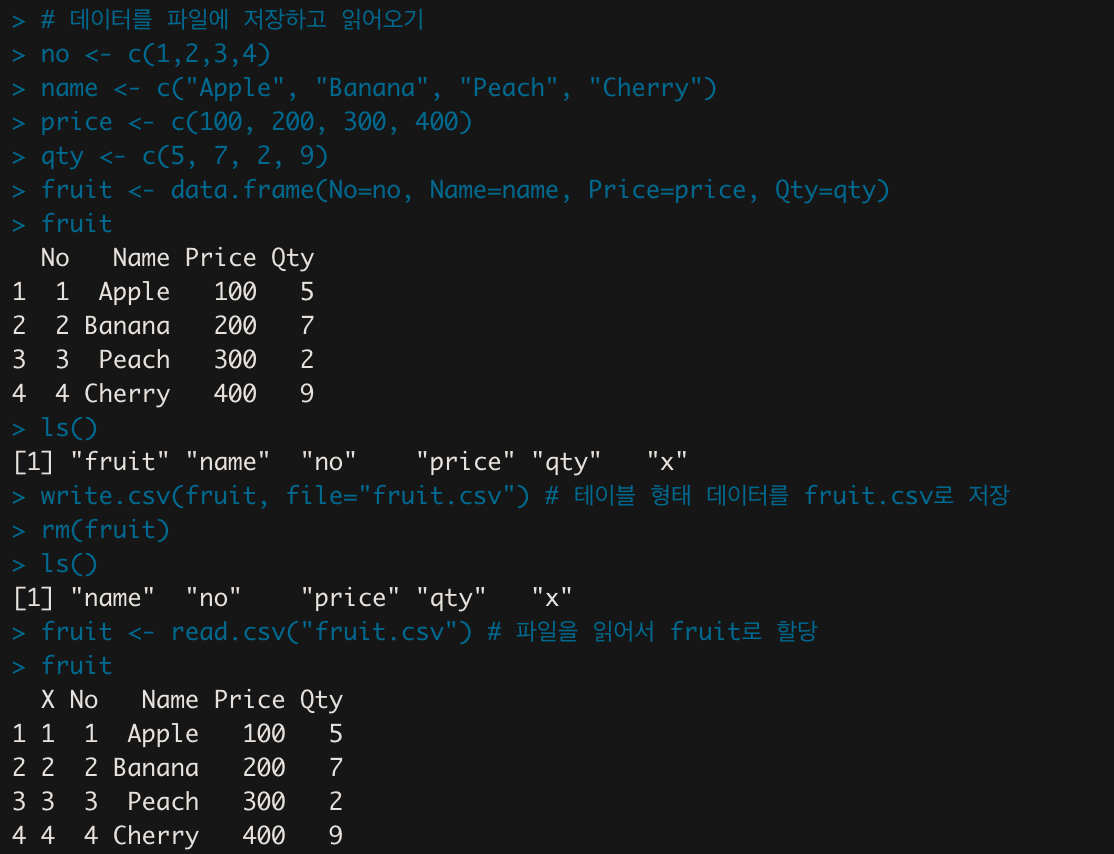 > # 데이터를 파일에 저장하고 읽어오기
> no <- c(1,2,3,4)
> name <- c("Apple", "Banana", "Peach", "Cherry")
> price <- c(100, 200, 300, 400)
> qty <- c(5, 7, 2, 9)
> fruit <- data.frame(No=no, Name=name, Price=price, Qty=qty)
> fruit
  No   Name Price Qty
1  1  Apple   100   5
2  2 Banana   200   7
3  3  Peach   300   2
4  4 Cherry   400   9
> ls()
[1] "fruit" "name"  "no"    "price" "qty"   "x"
> write.csv(fruit, file="fruit.csv") # 테이블 형태 데이터를 fruit.csv로 저장
> rm(fruit)
> ls()
[1] "name"  "no"    "price" "qty"   "x"
> fruit <- read.csv("fruit.csv") # 파일을 읽어서 fruit로 할당
> fruit
  X No   Name Price Qty
1 1  1  Apple   100   5
2 2  2 Banana   200   7
3 3  3  Peach   300   2
4 4  4 Cherry   400   9